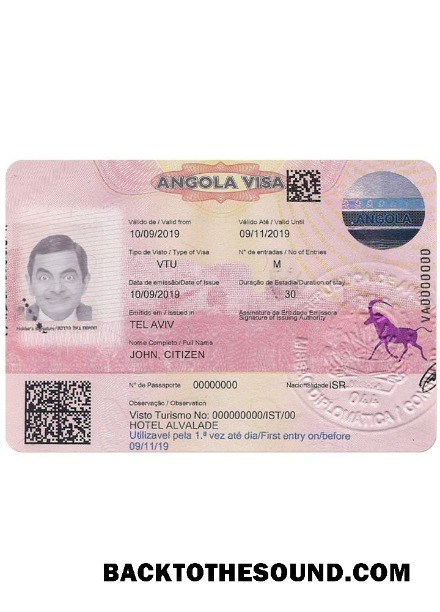 ANGOLA VISA
ANGOLA
Válido de / Valid from
Válido Até / Valid Until
10/09/2019
09/11/2019
Tipo de Visto / Type of Visa
Nº de entradas / No of Entries
VTU
M
Data de emissão/Date of Issue
Duração de Estadia/Duration of stay
10/09/2019
30
Emitido em / Issued in
Assinatura da Entidade Emissora
Signature of Issuing Authority
TEL AVIV
Nome Completo / Full Name
JOHN, CITIZEN
VA0000000
Nº de Passaporte 00000000
Nacionalidade ISR
Observação / Observation
Visto Turismo No: 000000000/IST/00
HOTEL ALVALADE
Utilizavel pela 1.ª vez até dia/First entry on/before
09/11/19
BACKTOTHESOUND.COM